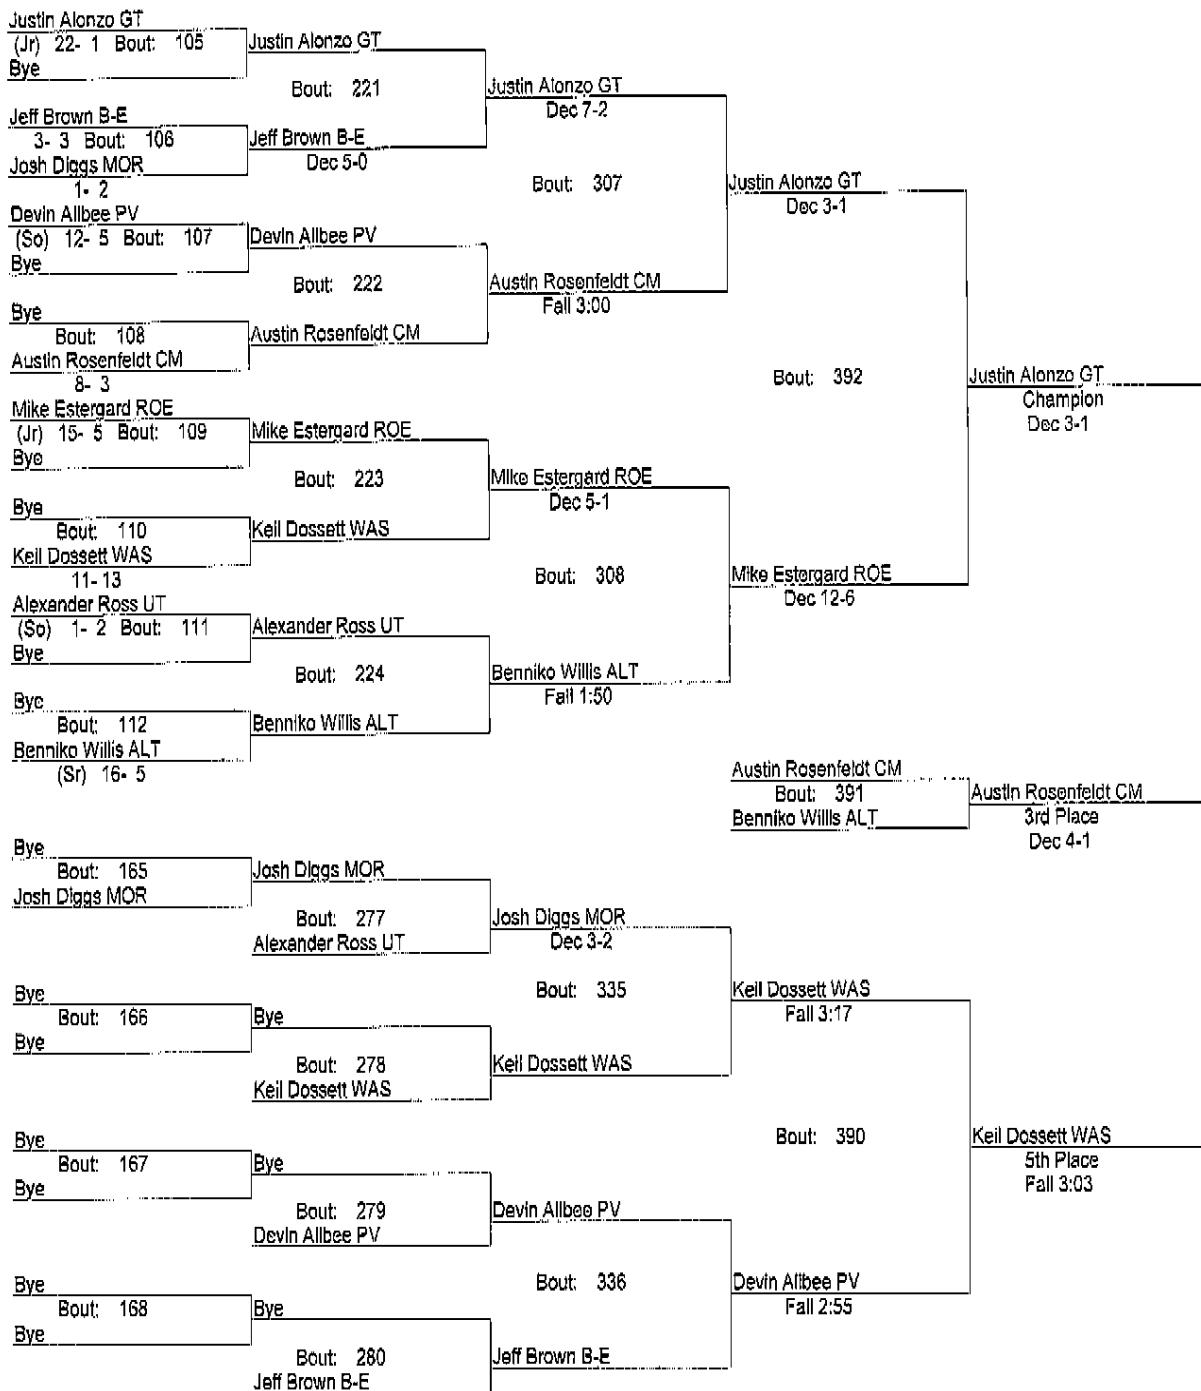 Justin Alonzo GT
(Jr) 22- 1 Bout: 105
Bye
Justin Alonzo GT
Bout: 221
Jeff Brown B-E
3- 3 Bout: 106
Josh Diggs MOR
1- 2
Jeff Brown B-E
Dec 5-0
Justin Alonzo GT
Dec 7-2
Bout: 307
Devin Allbee PV
(So) 12- 5 Bout: 107
Bye
Devin Allbee PV
Bout: 222
Bye
Bout: 108
Austin Rosenfeldt CM
8- 3
Austin Rosenfeldt CM
Austin Rosenfeldt CM
Fall 3:00
Justin Alonzo GT
Dec 3-1
Bout: 392
Mike Estergard ROE
(Jr) 15- 5 Bout: 109
Bye
Mike Estergard ROE
Bout: 223
Bye
Bout: 110
Keil Dossett WAS
11- 13
Keil Dossett WAS
Mike Estergard ROE
Dec 5-1
Bout: 308
Alexander Ross UT
(So) 1- 2 Bout: 111
Bye
Alexander Ross UT
Bout: 224
Bye
Bout: 112
Benniko Willis ALT
(Sr) 16- 5
Benniko Willis ALT
Benniko Willis ALT
Fall 1:50
Mike Estergard ROE
Dec 12-6
Justin Alonzo GT
Champion
Dec 3-1
Austin Rosenfeldt CM
Bout: 391
Benniko Willis ALT
Austin Rosenfeldt CM
3rd Place
Dec 4-1
Bye
Bout: 165
Josh Diggs MOR
Josh Diggs MOR
Bout: 277
Alexander Ross UT
Josh Diggs MOR
Dec 3-2
Bout: 335
Bye
Bout: 166
Bye
Bye
Bout: 278
Keil Dossett WAS
Keil Dossett WAS
Keil Dossett WAS
Fall 3:17
Bout: 390
Bye
Bout: 167
Bye
Bye
Bout: 279
Devin Allbee PV
Devin Allbee PV
Bout: 336
Bye
Bout: 168
Bye
Bye
Bout: 280
Jeff Brown B-E
Jeff Brown B-E
Devin Allbee PV
Fall 2:55
Keil Dossett WAS
5th Place
Fall 3:03